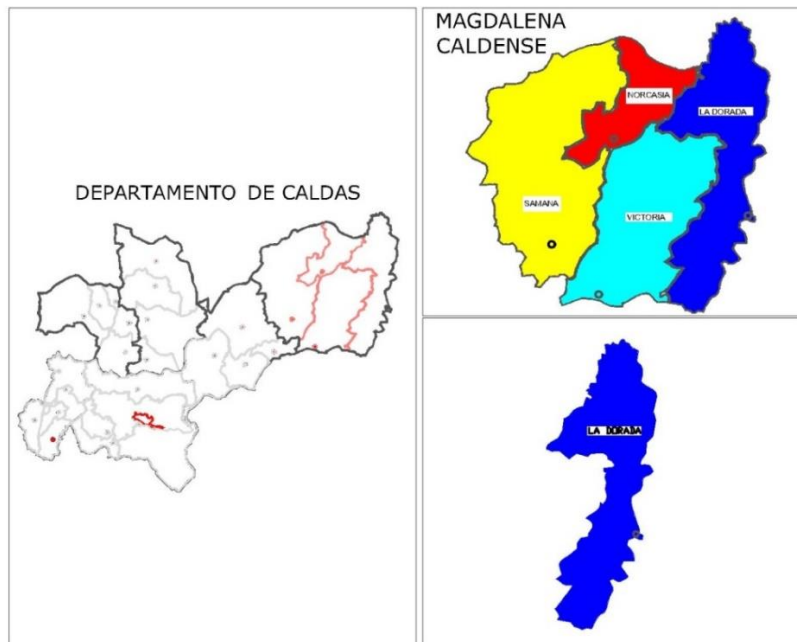 DEPARTAMENTO DE CALDAS
MAGDALENA
CALDENSE
NORCASIA
LA DORADA
SAMANA
VICTORIA
LA DORADA